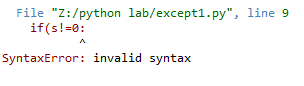 File "Z:/python lab/except1.py", line 9
if(s!=0:
^
SyntaxError: invalid syntax